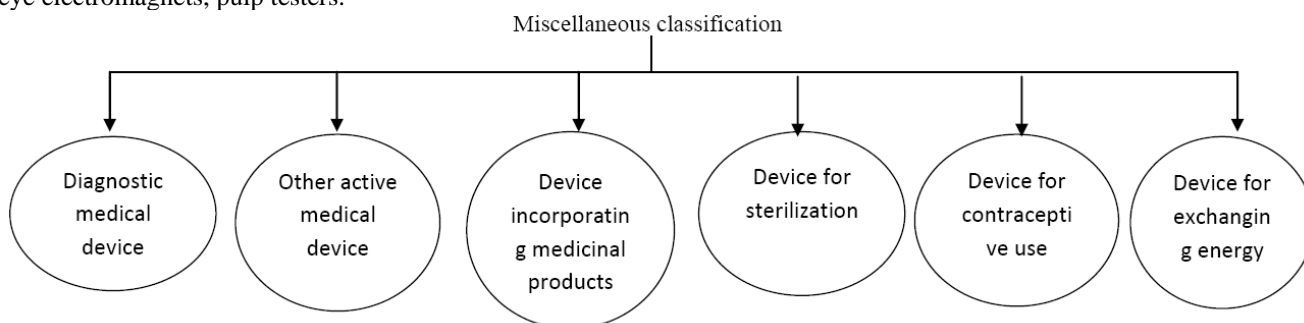 eye electromagnets, pulp testers.
Miscellaneous classification
Diagnostic
medical
device
Other active
medical
device
Device
incorporatin
g medicinal
products
Device for
sterilization
Device for
contracepti
ve use
Device for
exchangin
g energy